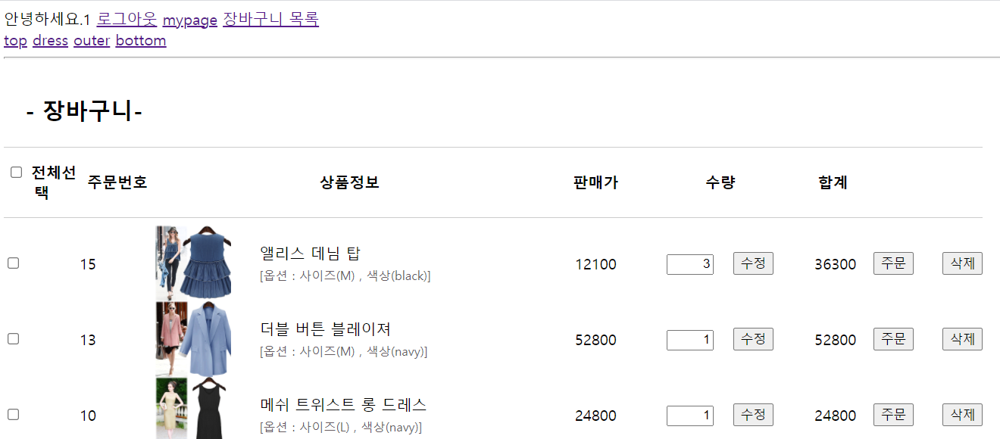 안녕하세요.1 로그아웃 mypage 장바구니 목록
top dress outer bottom
- 장바구니-
전체선택 주문번호 상품정보 판매가 수량 합계
15 앨리스 데님 탑 12100 3 수정 36300 주문 삭제
[옵션 : 사이즈(M) , 색상(black)]
13 더블 버튼 블레이져 52800 1 수정 52800 주문 삭제
[옵션 : 사이즈(M) , 색상(navy)]
10 메쉬 트위스트 롱 드레스 24800 1 수정 24800 주문 삭제
[옵션 : 사이즈(L) , 색상(navy)]